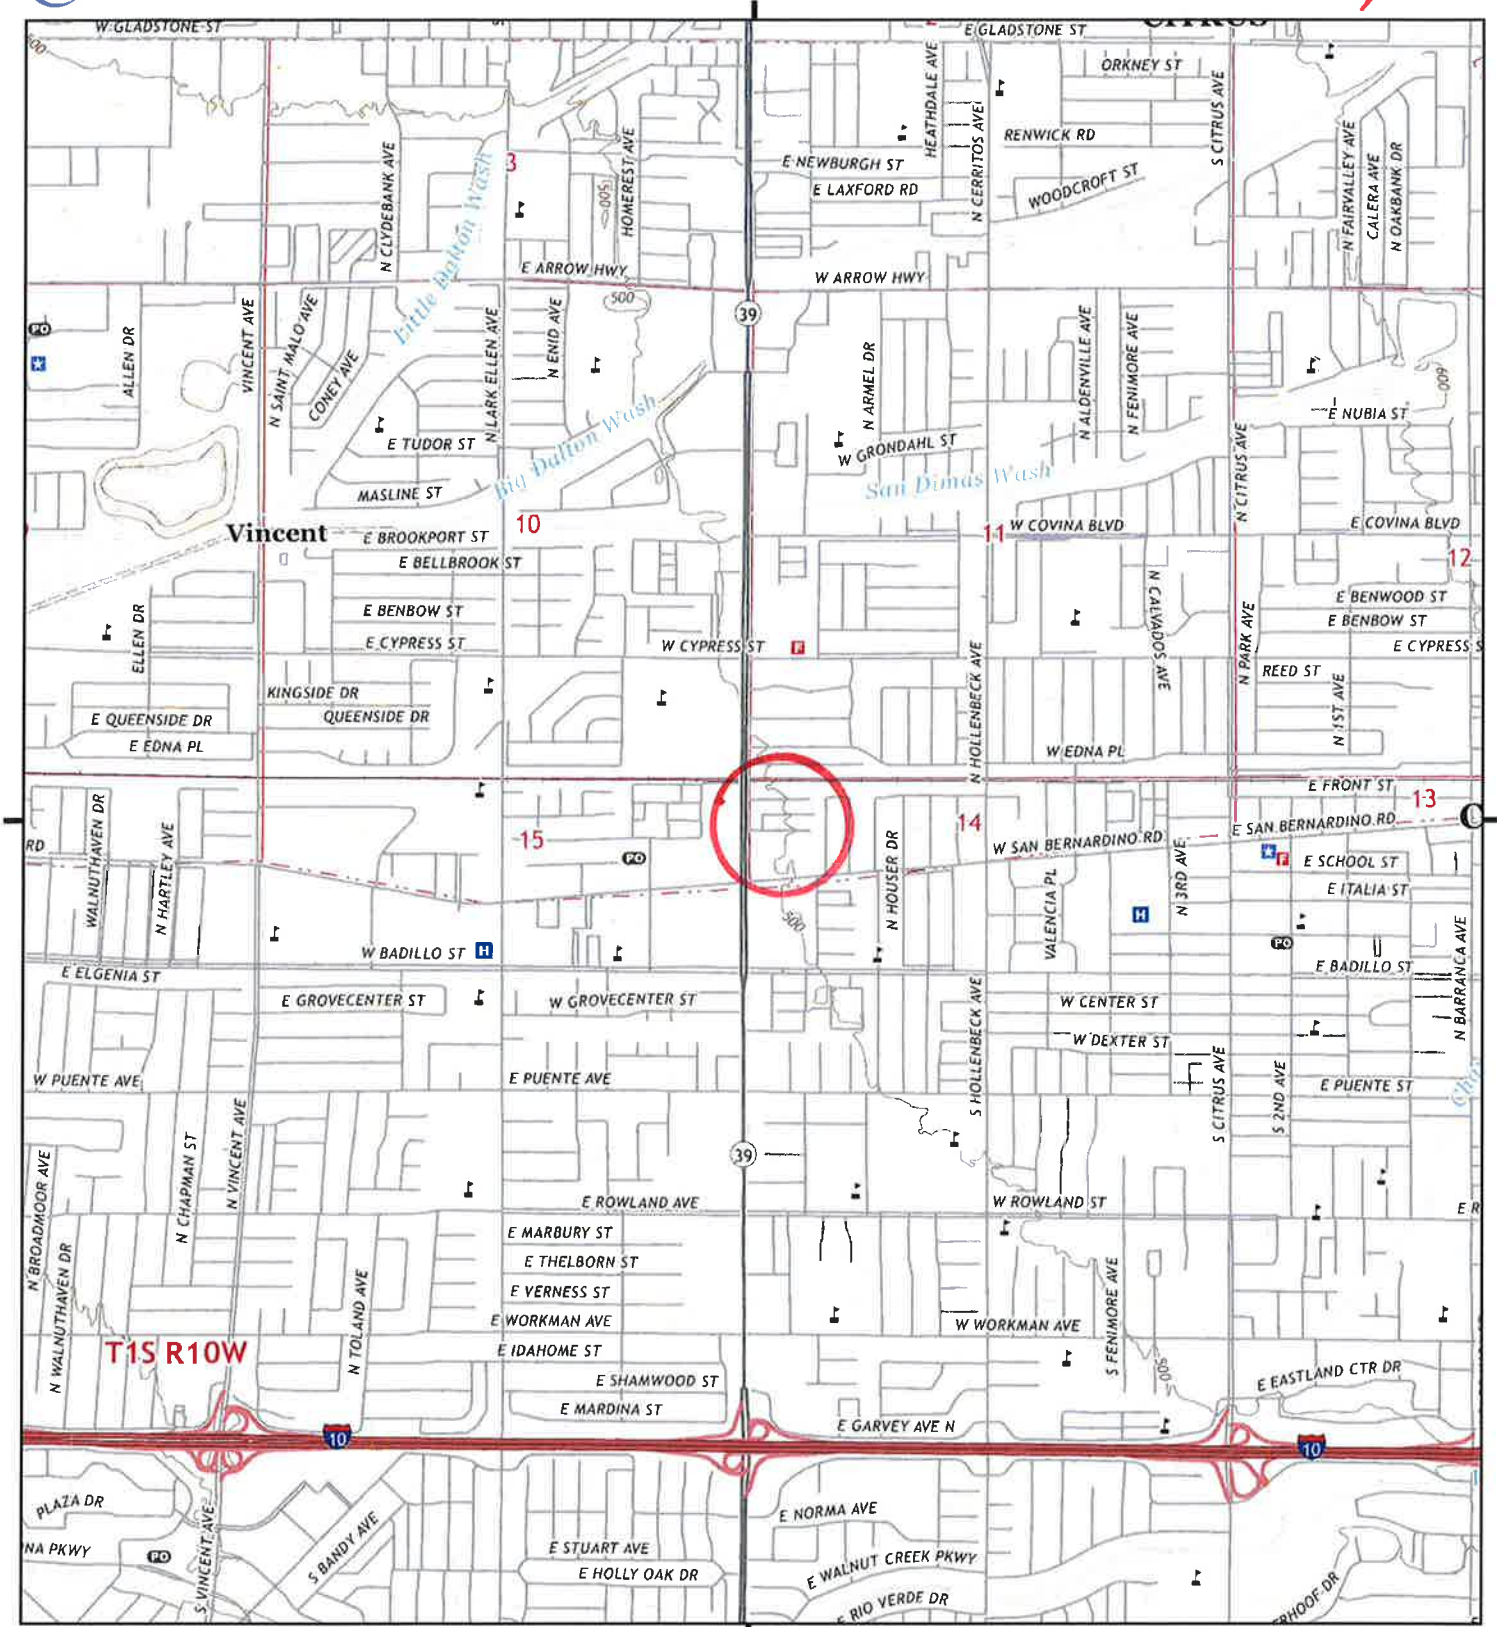 CITRUS
W GLADSTONE ST
E GLADSTONE ST
600
HEATHDALE AVE
ORKNEY ST
S CITRUS AVE
N CERRITOS AVE
RENWICK RD
N CLYDEBANK AVE
Little Dalton Wash
3
500
HOMEREST AVE
E NEWBURGH ST
E LAXFORD RD
WOODCROFT ST
N FAIRVALLEY AVE
CALERA AVE
N OAKBANK DR
E ARROW HWY
W ARROW HWY
500
39
PO
ALLEN DR
VINCENT AVE
N SAINT MALO AVE
CONEY AVE
N LARK ELLEN AVE
N ENID AVE
N ARMEL DR
N ALDENVILLE AVE
N FENIMORE AVE
600
E NUBIA ST
E TUDOR ST
Big Dalton Wash
W GRONDAHL ST
San Dimas Wash
N CITRUS AVE
MASLINE ST
Vincent
E BROOKPORT ST
10
11
W COVINA BLVD
E COVINA BLVD
12
E BELLBROOK ST
ELLEN DR
E BENBOW ST
N CALVADOS AVE
N PARK AVE
E BENWOOD ST
E BENBOW ST
E CYPRESS ST
W CYPRESS ST
F
E CYPRESS S
N HOLLENBECK AVE
REED ST
KINGSIDE DR
E QUEENSIDE DR
QUEENSIDE DR
N 1ST AVE
E EDNA PL
W EDNA PL
E FRONT ST
WALNUTHAVEN DR
N HARTLEY AVE
15
14
13
RD
PO
N HOUSER DR
W SAN BERNARDINO RD
E SAN BERNARDINO RD
C
VALENCIA PL
N 3RD AVE
F
E SCHOOL ST
E ITALIA ST
500
H
W BADILLO ST
H
PO
E BADILLO ST
N BARRANCA AVE
E ELGENIA ST
E GROVECENTER ST
W GROVECENTER ST
S HOLLENBECK AVE
W CENTER ST
W DEXTER ST
W PUENTE AVE
E PUENTE AVE
S CITRUS AVE
S 2ND AVE
E PUENTE ST
Cha
N BROADMOOR AVE
N CHAPMAN ST
N VINCENT AVE
39
E ROWLAND AVE
W ROWLAND ST
E R
E MARBURY ST
E THELBORN ST
N WALNUTHAVEN DR
N TOLAND AVE
E VERNESS ST
E WORKMAN AVE
W WORKMAN AVE
S FENIMORE AVE
T1S R10W
E IDAHOME ST
500
E SHAMWOOD ST
E EASTLAND CTR DR
E MARDINA ST
E GARVEY AVE N
10
10
PLAZA DR
E NORMA AVE
NA PKWY
PO
S VINCENT AVE
S BANDY AVE
E STUART AVE
E HOLLY OAK DR
E WALNUT CREEK PKWY
E RIO VERDE DR
ERHOOF DR